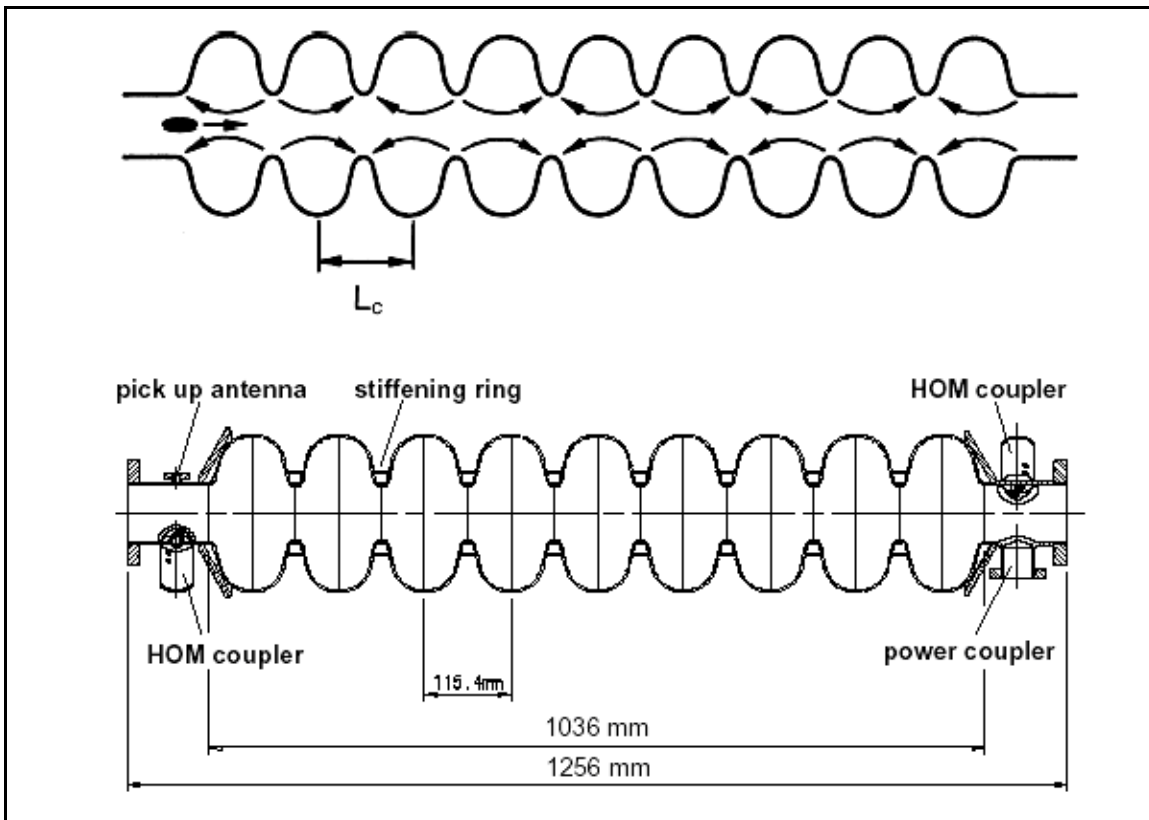 Lc
pick up antenna
stiffening ring
HOM coupler
HOM coupler
power coupler
115.4mm
1036 mm
1256 mm